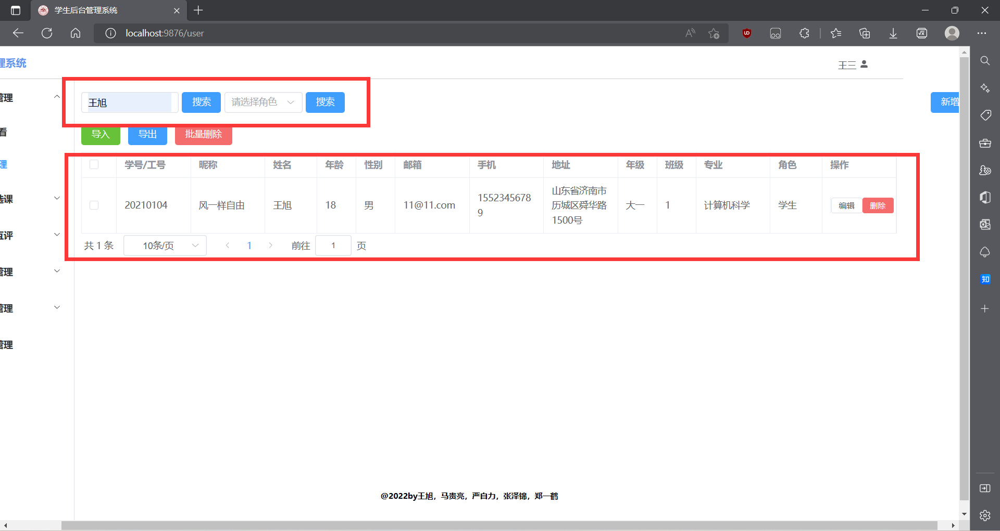 学生后台管理系统
localhost:9876/user
理系统
王三
管理
王旭 搜索 请选择角色 搜索 新增
看
导入 导出 批量删除
理
学号/工号 昵称 姓名 年龄 性别 邮箱 手机 地址 年级 班级 专业 角色 操作
选课
20210104 风一样自由 王旭 18 男 11@11.com 1552345678
9 山东省济南市
历城区舜华路
1500号 大一 1 计算机科学 学生 编辑 删除
互评
共 1 条 10条/页 1 前往 1 页
管理
知
管理
管理
@2022by王旭，马贵亮，严自力，张泽锦，郑一鹤